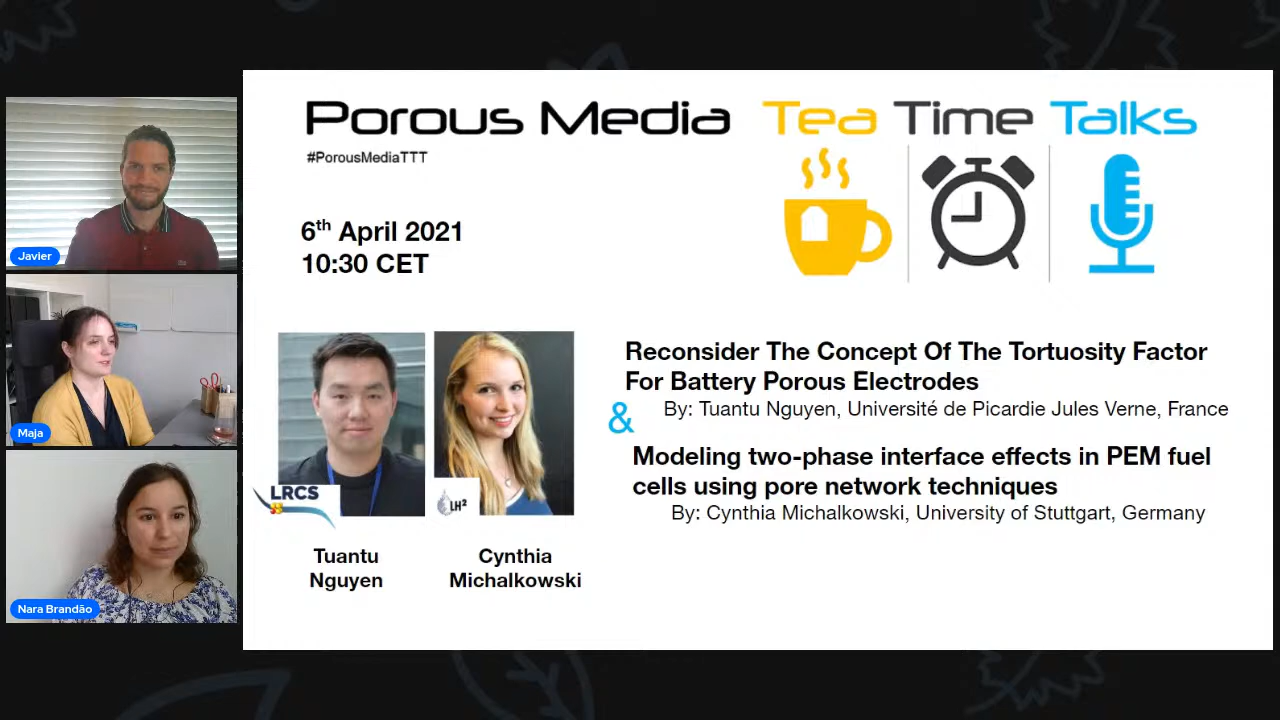 Porous Media Tea Time Talks
#PorousMediaTTT
6th April 2021
10:30 CET
Javier
Maja
Nara Brandão
LRCS
LH2
Tuantu
Nguyen
Cynthia
Michalkowski
Reconsider The Concept Of The Tortuosity Factor
For Battery Porous Electrodes
By: Tuantu Nguyen, Université de Picardie Jules Verne, France
&
Modeling two-phase interface effects in PEM fuel
cells using pore network techniques
By: Cynthia Michalkowski, University of Stuttgart, Germany